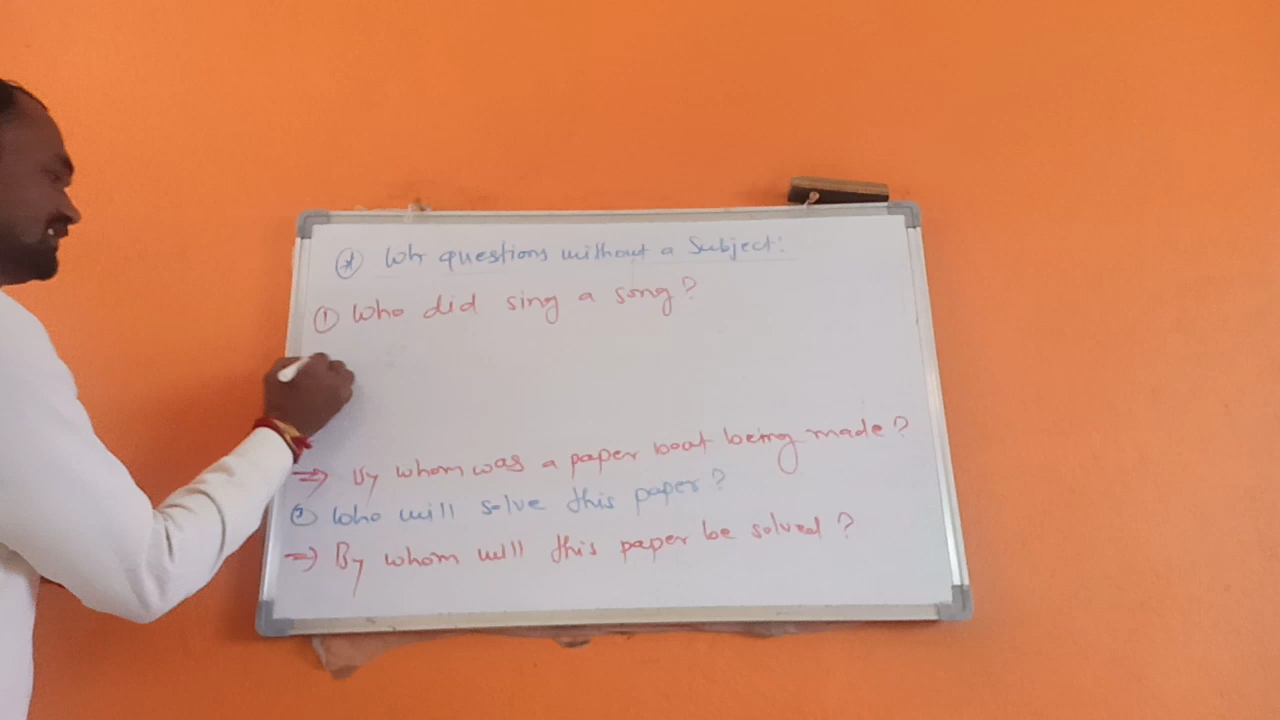 * Wh questions without a Subject:
① Who did sing a song?
⇒ By whom was a paper boat being made?
② Who will solve this paper?
⇒ By whom will this paper be solved?